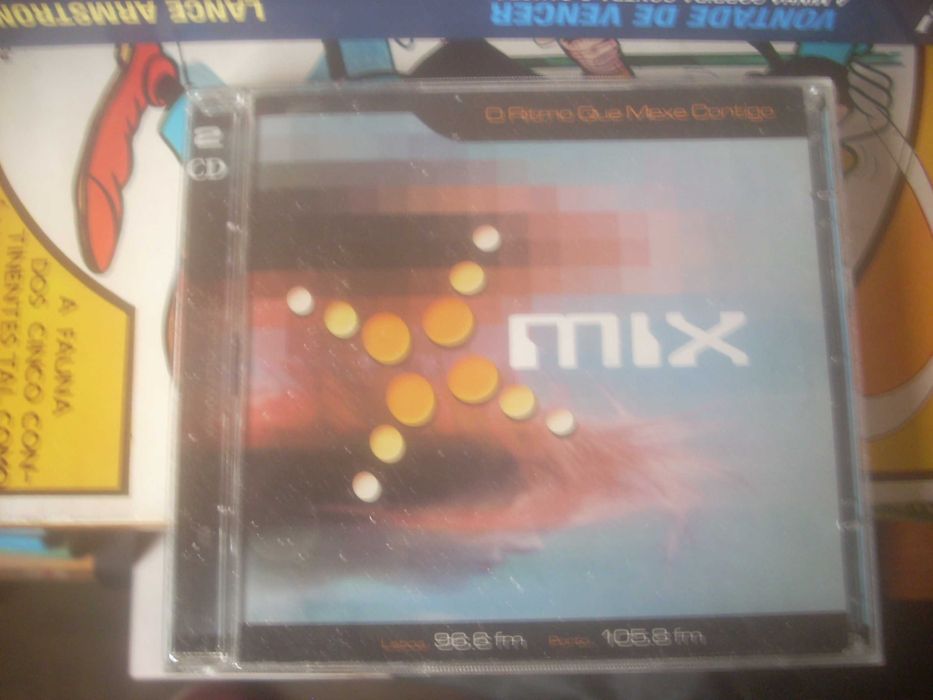 LANCE ARMSTRON
VONTADE DE VENCER
2
CD
O Ritmo Que Mexe Contigo
mix
A FAUNA
DOS CINCO CON-
TINENTES TAL COMO
Lisboa 96.6 fm Porto 105.8 fm